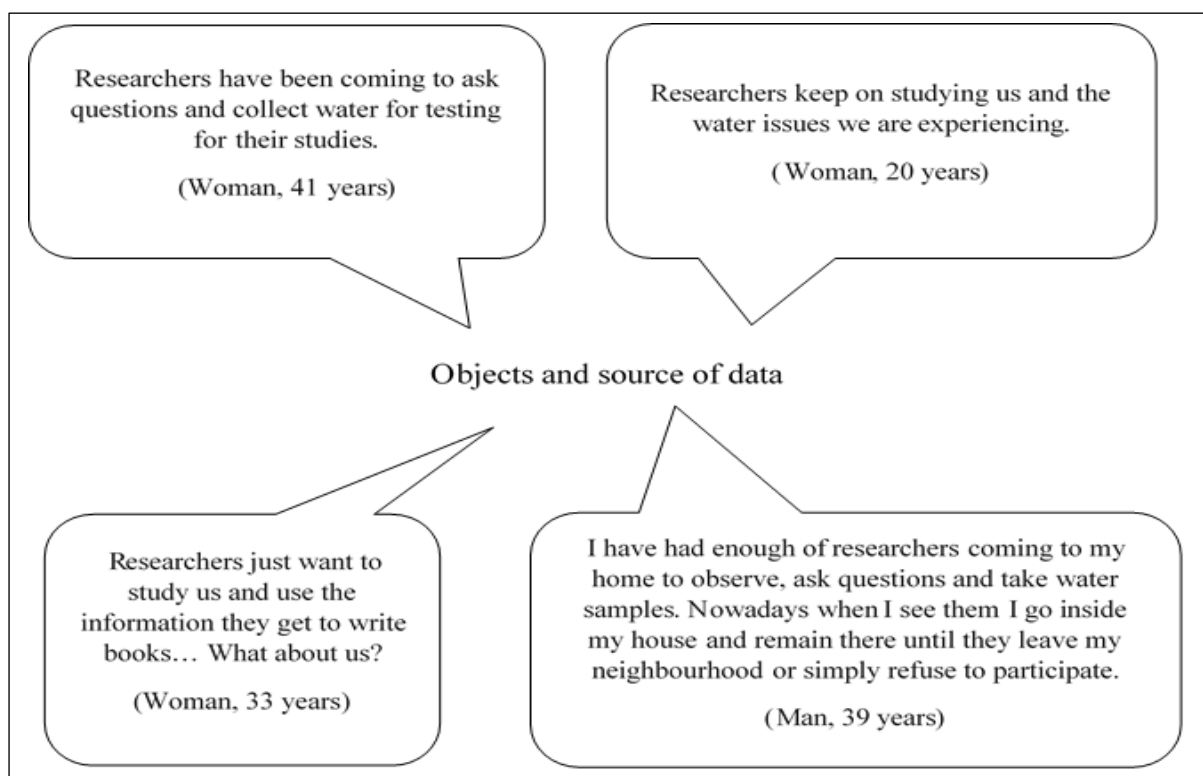 Researchers have been coming to ask
questions and collect water for testing
for their studies.
(Woman, 41 years)
Researchers keep on studying us and the
water issues we are experiencing.
( Woman, 20 years)
Objects and source of data
Researchers just want to
study us and use the
information they get to write
books… What about us?
(Woman, 33 years)
I have had enough of researchers coming to my
home to observe, ask questions and take water
samples. Nowadays when I see them I go inside
my house and remain there until they leave my
neighbourhood or simply refuse to participate.
(Man, 39 years)